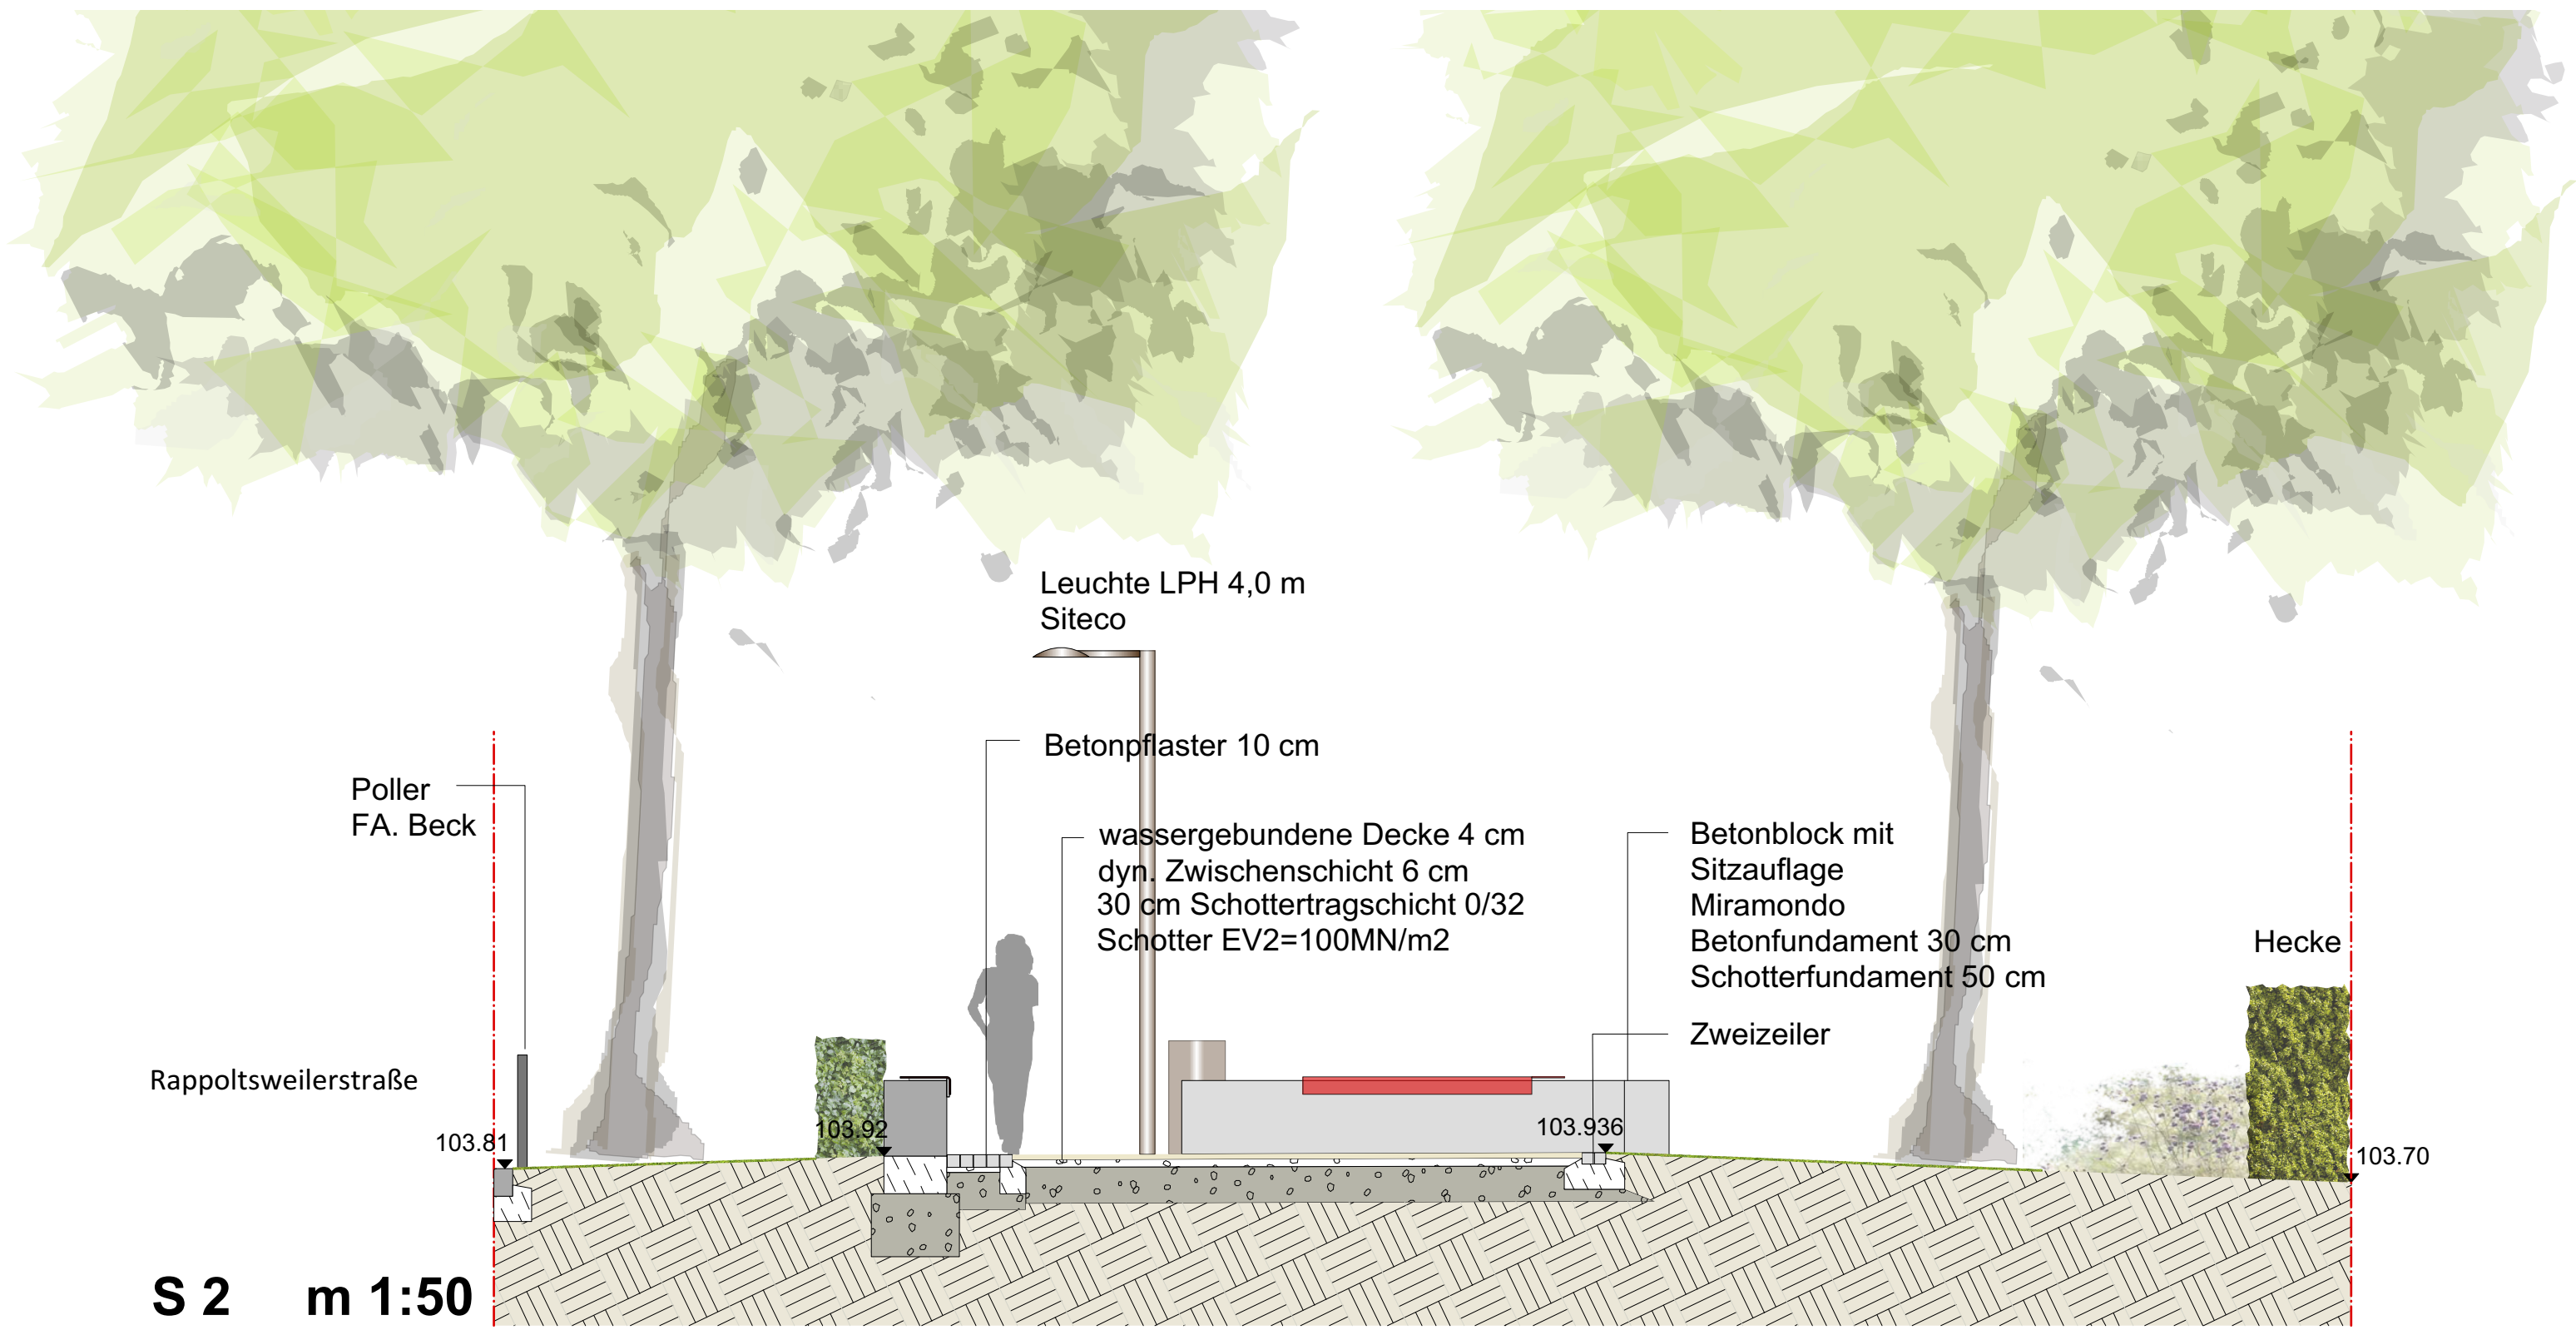 Leuchte LPH 4,0 m
Siteco
Betonpflaster 10 cm
Poller
FA. Beck
wassergebundene Decke 4 cm
dyn. Zwischenschicht 6 cm
30 cm Schottertragschicht 0/32
Schotter EV2=100MN/m2
Betonblock mit
Sitzauflage
Miramondo
Betonfundament 30 cm
Schotterfundament 50 cm
Hecke
Zweizeiler
Rappoltsweilerstraße
103.81
103.92
103.936
103.70
S 2 m 1:50